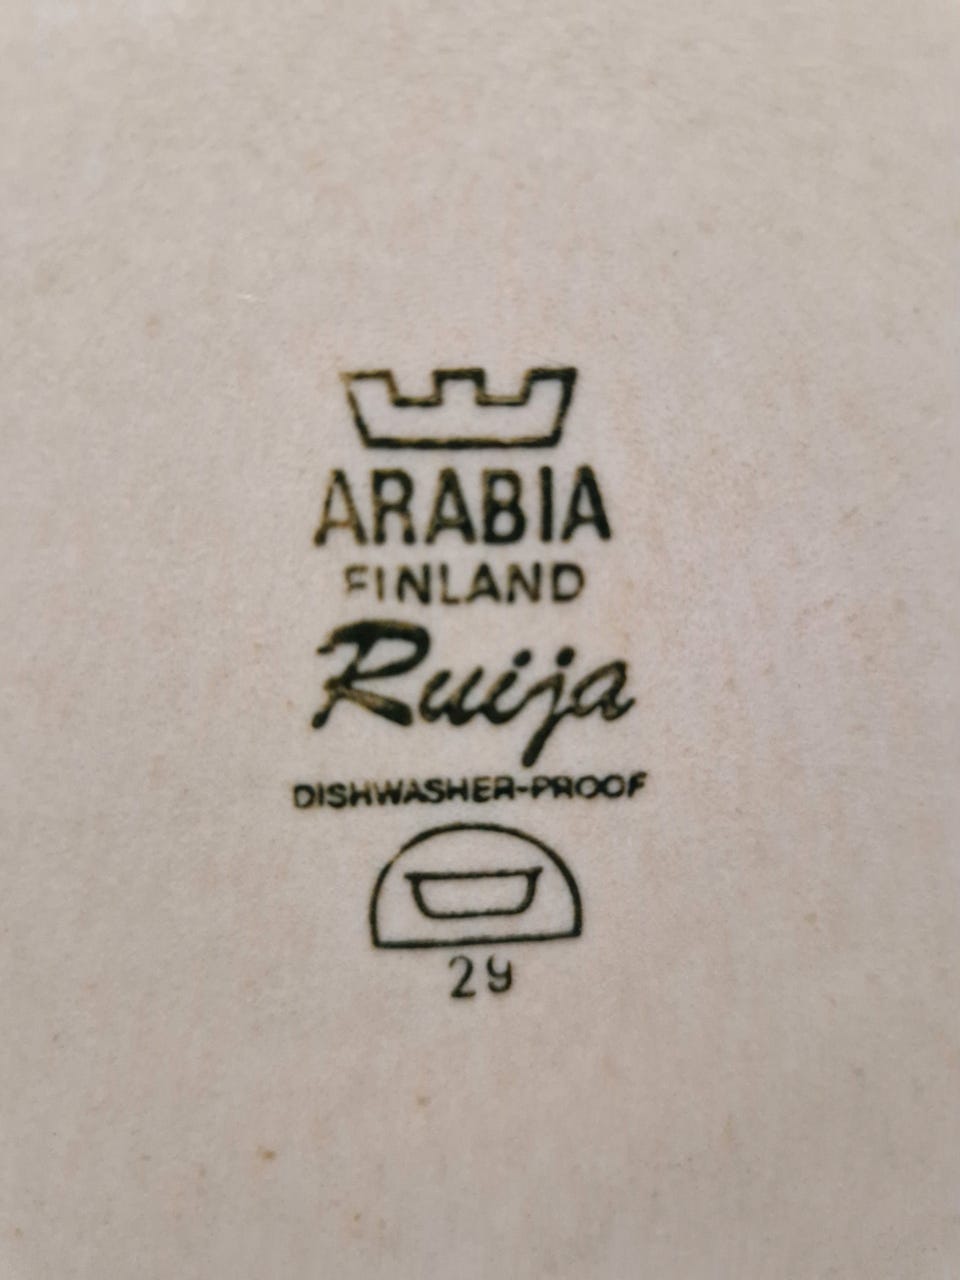 ARABIA
FINLAND
Ruija
DISHWASHER-PROOF
29